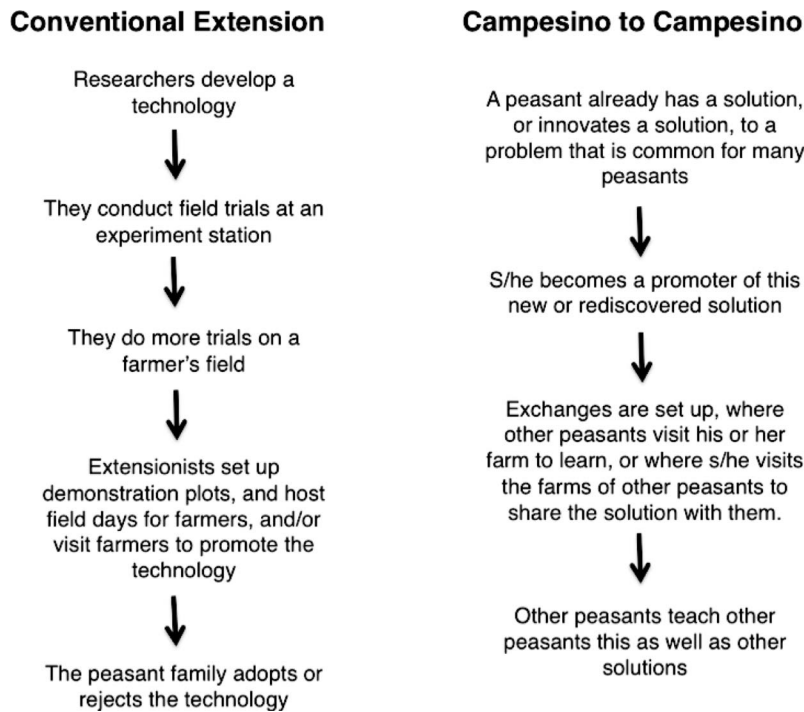 Conventional Extension
Researchers develop a
technology
They conduct field trials at an
experiment station
They do more trials on a
farmer's field
Extensionists set up
demonstration plots, and host
field days for farmers, and/or
visit farmers to promote the
technology
The peasant family adopts or
rejects the technology
Campesino to Campesino
A peasant already has a solution,
or innovates a solution, to a
problem that is common for many
peasants
S/he becomes a promoter of this
new or rediscovered solution
Exchanges are set up, where
other peasants visit his or her
farm to learn, or where s/he visits
the farms of other peasants to
share the solution with them.
Other peasants teach other
peasants this as well as other
solutions